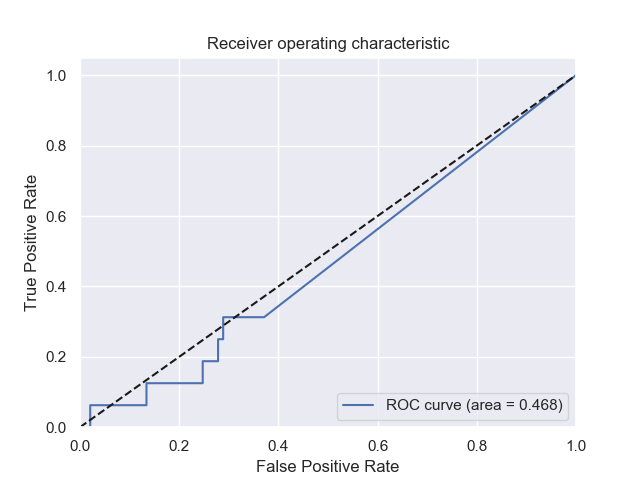 Receiver operating characteristic
True Positive Rate
1.0
0.8
0.6
0.4
0.2
0.0
ROC curve (area = 0.468)
0.0 0.2 0.4 0.6 0.8 1.0
False Positive Rate